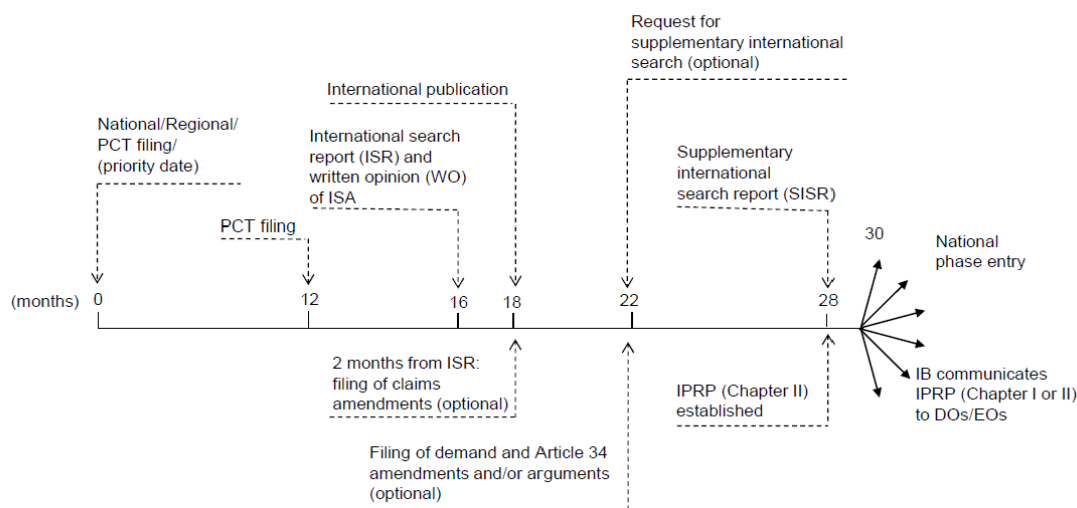 Request for
supplementary international
search (optional)
International publication
National/Regional/
PCT filing/
(priority date)
International search
report (ISR) and
written opinion (WO)
of ISA
Supplementary
international
search report (SISR)
PCT filing
30
National
phase entry
(months) 0 12 16 18 22 28
2 months from ISR:
filing of claims
amendments (optional)
IPRP (Chapter II)
established
IB communicates
IPRP (Chapter I or II)
to DOs/EOs
Filing of demand and Article 34
amendments and/or arguments
(optional)